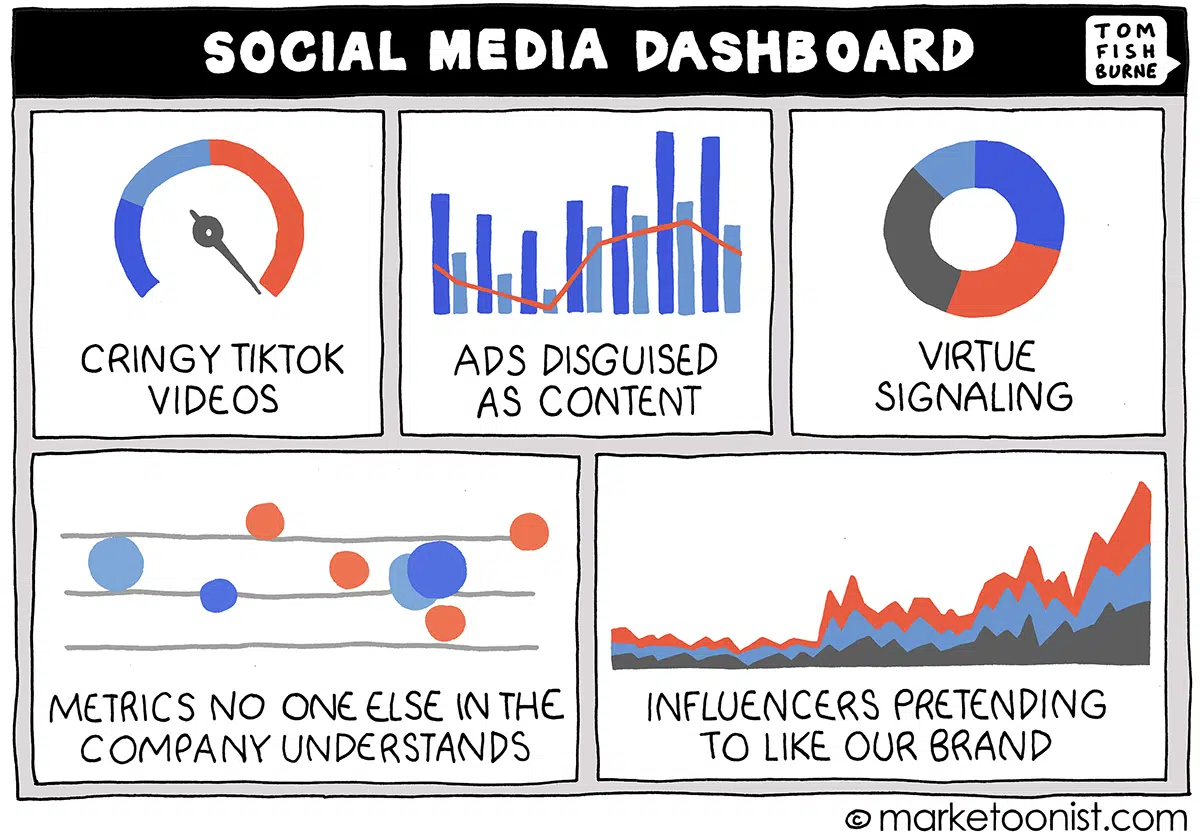 SOCIAL MEDIA DASHBOARD
TOM
FISH
BURNE
CRINGY TIKTOK
VIDEOS
ADS DISGUISED
AS CONTENT
VIRTUE
SIGNALING
METRICS NO ONE ELSE IN THE
COMPANY UNDERSTANDS
INFLUENCERS PRETENDING
TO LIKE OUR BRAND
© marketoonist.com